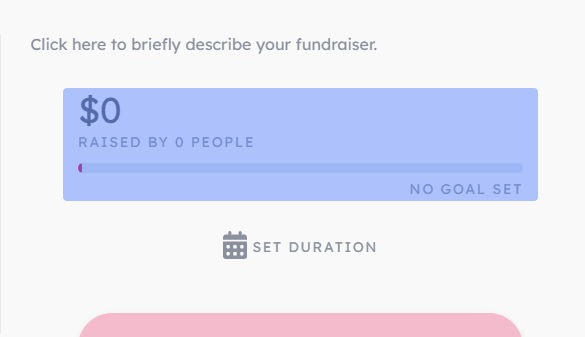 Click here to briefly describe your fundraiser.
$0
RAISED BY 0 PEOPLE
NO GOAL SET
SET DURATION